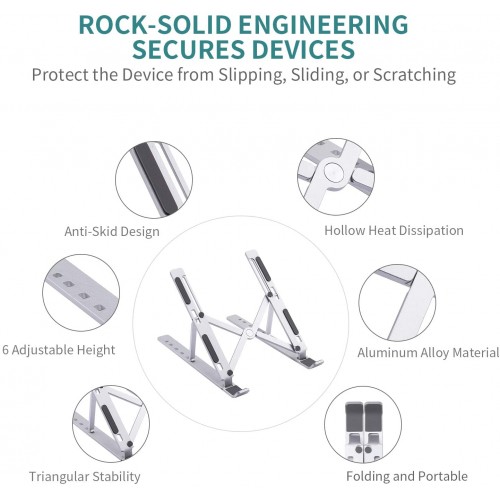 ROCK-SOLID ENGINEERING
SECURES DEVICES
Protect the Device from Slipping, Sliding, or Scratching
Anti-Skid Design
Hollow Heat Dissipation
6 Adjustable Height
Aluminum Alloy Material
Triangular Stability
Folding and Portable